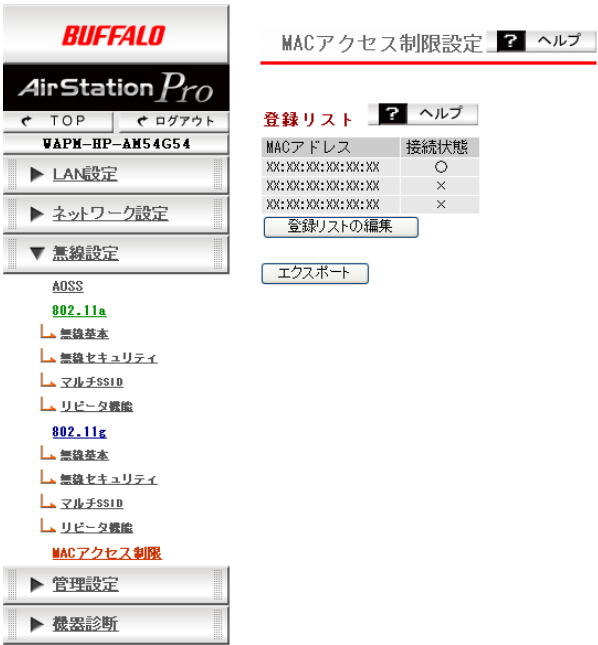 BUFFALO
AirStation Pro
TOP
ログアウト
WAPM-HP-AM54G54
LAN設定
ネットワーク設定
無線設定
AOSS
802.11a
無線基本
無線セキュリティ
マルチSSID
リピータ機能
802.11g
無線基本
無線セキュリティ
マルチSSID
リピータ機能
MACアクセス制限
管理設定
機器診断
MACアクセス制限設定 ? ヘルプ
登録リスト ? ヘルプ
MACアドレス 接続状態
XX:XX:XX:XX:XX:XX ○
XX:XX:XX:XX:XX:XX ×
XX:XX:XX:XX:XX:XX ×
登録リストの編集
エクスポート